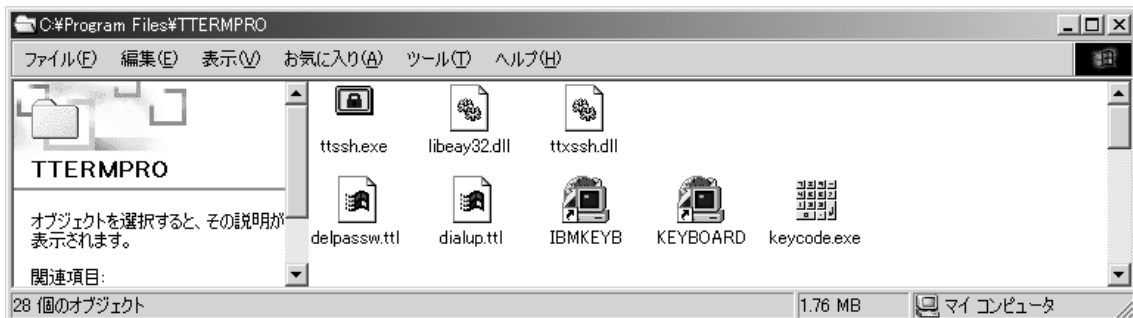 C:¥Program Files¥TTERMPRO
ファイル(F) 編集(E) 表示(V) お気に入り(A) ツール(T) ヘルプ(H)
TTERMPRO
オブジェクトを選択すると、その説明が
表示されます。
関連項目:
ttssh.exe libeay32.dll ttxssh.dll
delpassw.ttl dialup.ttl IBMKEYB KEYBOARD keycode.exe
28 個のオブジェクト 1.76 MB マイ コンピュータ